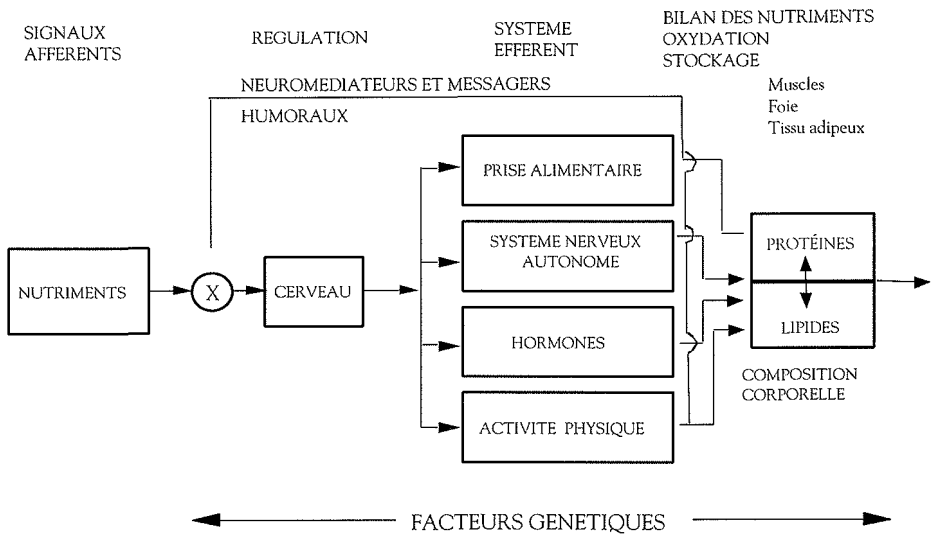 SIGNAUX
AFFERENTS
REGULATION
SYSTEME
EFFERENT
BILAN DES NUTRIMENTS
OXYDATION
STOCKAGE
Muscles
Foie
Tissu adipeux
NEUROMEDIATEURS ET MESSAGERS
HUMORAUX
NUTRIMENTS
X
CERVEAU
PRISE ALIMENTAIRE
SYSTEME NERVEUX
AUTONOME
HORMONES
ACTIVITE PHYSIQUE
PROTÉINES
LIPIDES
COMPOSITION
CORPORELLE
FACTEURS GENETIQUES